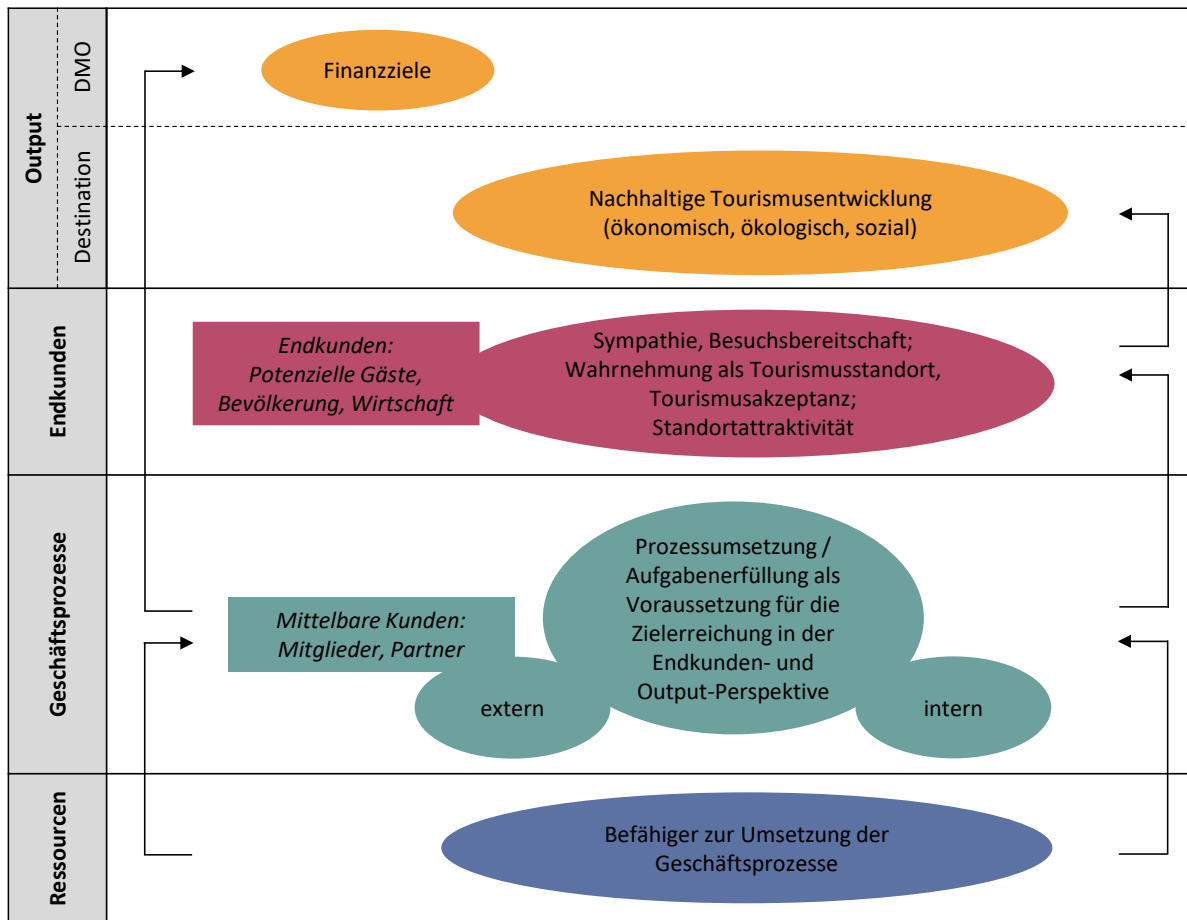 Output
DMO
Finanzziele
Destination
Nachhaltige Tourismusentwicklung
(ökonomisch, ökologisch, sozial)
Endkunden
Endkunden:
Potenzielle Gäste,
Bevölkerung, Wirtschaft
Sympathie, Besuchsbereitschaft;
Wahrnehmung als Tourismusstandort,
Tourismusakzeptanz;
Standortattraktivität
Geschäftsprozesse
Mittelbare Kunden:
Mitglieder, Partner
Prozessumsetzung /
Aufgabenerfüllung als
Voraussetzung für die
Zielerreichung in der
Endkunden- und
Output-Perspektive
extern
intern
Ressourcen
Befähiger zur Umsetzung der
Geschäftsprozesse